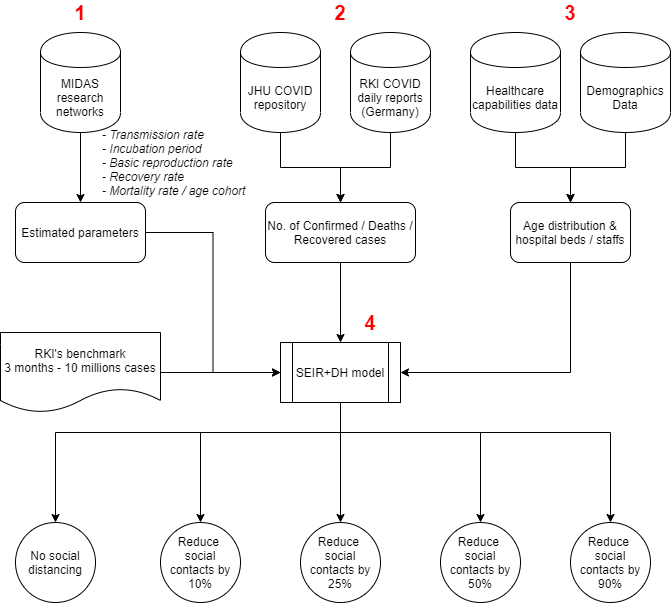 1
2
3
MIDAS
research
networks
JHU COVID
repository
RKI COVID
daily reports
(Germany)
Healthcare
capabilities data
Demographics
Data
- Transmission rate
- Incubation period
- Basic reproduction rate
- Recovery rate
- Mortality rate / age cohort
Estimated parameters
No. of Confirmed / Deaths /
Recovered cases
Age distribution &
hospital beds / staffs
4
RKI's benchmark
3 months - 10 millions cases
SEIR+DH model
No social
distancing
Reduce
social
contacts by
10%
Reduce
social
contacts by
25%
Reduce
social
contacts by
50%
Reduce
social
contacts by
90%